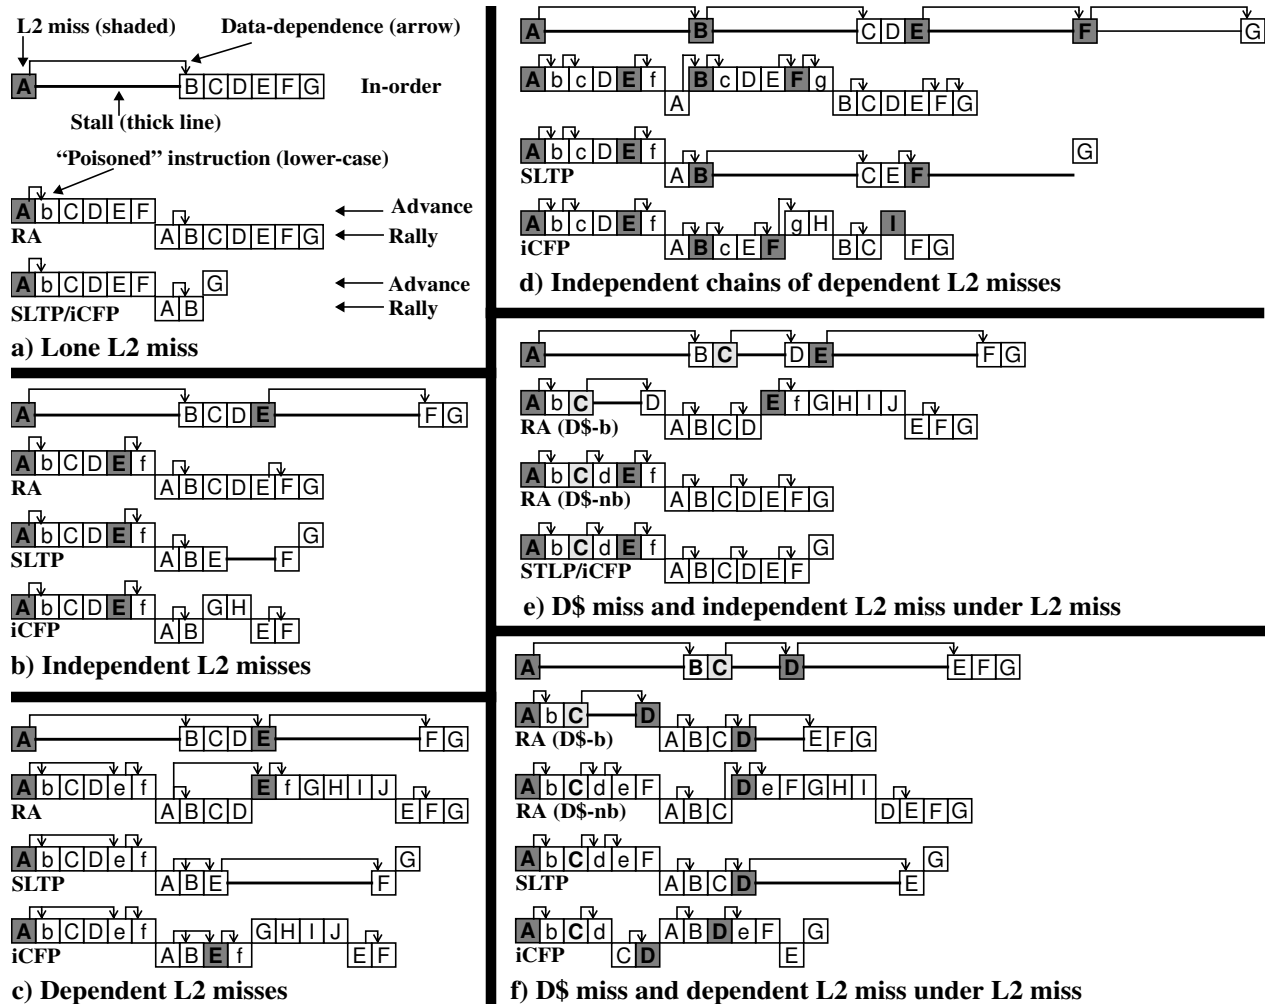 L2 miss (shaded) Data-dependence (arrow)
A B C D E F G In-order
Stall (thick line)
“Poisoned” instruction (lower-case)
A b C D E F Advance
RA A B C D E F G Rally
A b C D E F G Advance
SLTP/iCFP A B Rally
a) Lone L2 miss
A B C D E F G
A b C D E f
RA A B C D E F G
A b C D E f G
SLTP A B E F
A b C D E f G H
iCFP A B E F
b) Independent L2 misses
A B C D E F G
A b C D e f E f G H I J
RA A B C D E F G
A b C D e f G
SLTP A B E F
A b C D e f G H I J
iCFP A B E f E F
c) Dependent L2 misses
A B C D E F G
A b c D E f B c D E F g
A B C D E F G
A b c D E f G
SLTP A B C E F
A b c D E f g H I
iCFP A B c E F B C F G
d) Independent chains of dependent L2 misses
A B C D E F G
A b C D E f G H I J
RA (D$-b) A B C D E F G
A b C d E f
RA (D$-nb) A B C D E F G
A b C d E f G
STLP/iCFP A B C D E F
e) D$ miss and independent L2 miss under L2 miss
A B C D E F G
A b C D
RA (D$-b) A B C D E F G
A b C d e F D e F G H I
RA (D$-nb) A B C D E F G
A b C d e F G
SLTP A B C D E
A b C d A B D e F G
iCFP C D E
f) D$ miss and dependent L2 miss under L2 miss